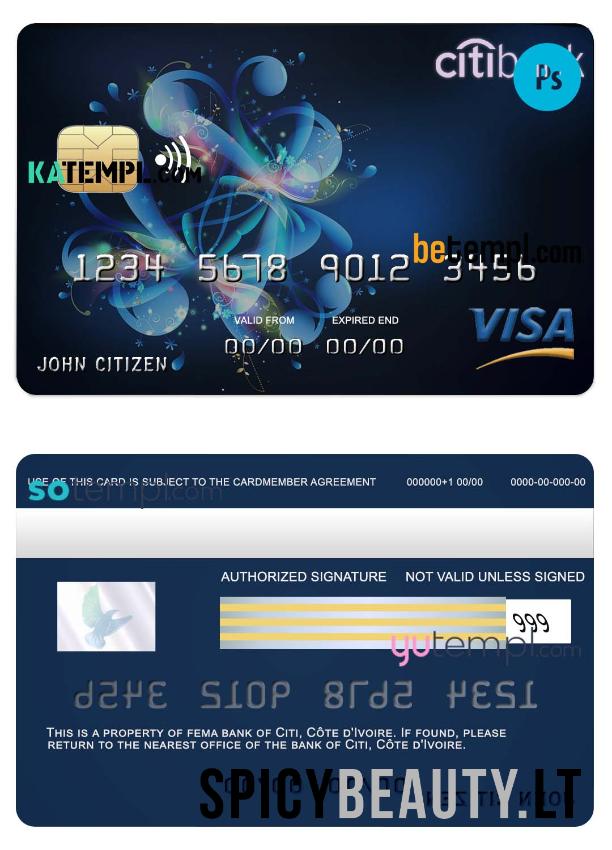 citibank
Ps
KATEMPL.com
betempl.com
1234 5678 9012 3456
VALID FROM EXPIRED END
00/00 00/00
VISA
JOHN CITIZEN
USE OF THIS CARD IS SUBJECT TO THE CARDMEMBER AGREEMENT 000000+1 00/00 0000-00-000-00
sotempl.com
AUTHORIZED SIGNATURE NOT VALID UNLESS SIGNED
999
yutempl.com
THIS IS A PROPERTY OF FEMA BANK OF CITI, CÔTE D'IVOIRE. IF FOUND, PLEASE
RETURN TO THE NEAREST OFFICE OF THE BANK OF CITI, CÔTE D'IVOIRE.
SPICYBEAUTY.LT